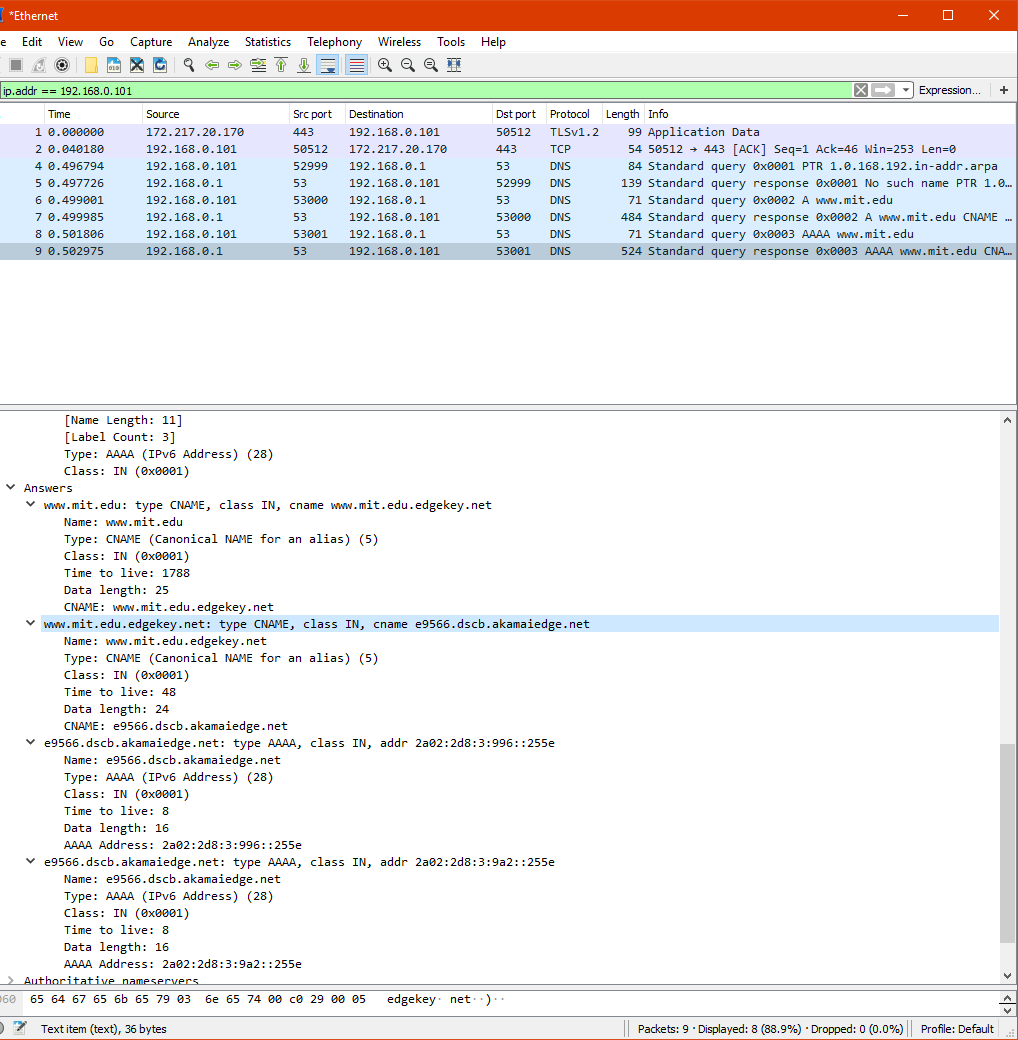 *Ethernet
e Edit View Go Capture Analyze Statistics Telephony Wireless Tools Help
ip.addr == 192.168.0.101 Expression... +
Time Source Src port Destination Dst port Protocol Length Info
1 0.000000 172.217.20.170 443 192.168.0.101 50512 TLSv1.2 99 Application Data
2 0.040180 192.168.0.101 50512 172.217.20.170 443 TCP 54 50512 → 443 [ACK] Seq=1 Ack=46 Win=253 Len=0
4 0.496794 192.168.0.101 52999 192.168.0.1 53 DNS 84 Standard query 0x0001 PTR 1.0.168.192.in-addr.arpa
5 0.497726 192.168.0.1 53 192.168.0.101 52999 DNS 139 Standard query response 0x0001 No such name PTR 1.0…
6 0.499001 192.168.0.101 53000 192.168.0.1 53 DNS 71 Standard query 0x0002 A www.mit.edu
7 0.499985 192.168.0.1 53 192.168.0.101 53000 DNS 484 Standard query response 0x0002 A www.mit.edu CNAME …
8 0.501806 192.168.0.101 53001 192.168.0.1 53 DNS 71 Standard query 0x0003 AAAA www.mit.edu
9 0.502975 192.168.0.1 53 192.168.0.101 53001 DNS 524 Standard query response 0x0003 AAAA www.mit.edu CNA…
[Name Length: 11]
[Label Count: 3]
Type: AAAA (IPv6 Address) (28)
Class: IN (0x0001)
Answers
www.mit.edu: type CNAME, class IN, cname www.mit.edu.edgekey.net
Name: www.mit.edu
Type: CNAME (Canonical NAME for an alias) (5)
Class: IN (0x0001)
Time to live: 1788
Data length: 25
CNAME: www.mit.edu.edgekey.net
www.mit.edu.edgekey.net: type CNAME, class IN, cname e9566.dscb.akamaiedge.net
Name: www.mit.edu.edgekey.net
Type: CNAME (Canonical NAME for an alias) (5)
Class: IN (0x0001)
Time to live: 48
Data length: 24
CNAME: e9566.dscb.akamaiedge.net
e9566.dscb.akamaiedge.net: type AAAA, class IN, addr 2a02:2d8:3:996::255e
Name: e9566.dscb.akamaiedge.net
Type: AAAA (IPv6 Address) (28)
Class: IN (0x0001)
Time to live: 8
Data length: 16
AAAA Address: 2a02:2d8:3:996::255e
e9566.dscb.akamaiedge.net: type AAAA, class IN, addr 2a02:2d8:3:9a2::255e
Name: e9566.dscb.akamaiedge.net
Type: AAAA (IPv6 Address) (28)
Class: IN (0x0001)
Time to live: 8
Data length: 16
AAAA Address: 2a02:2d8:3:9a2::255e
Authoritative nameservers
060 65 64 67 65 6b 65 79 03 6e 65 74 00 c0 29 00 05 edgekey· net··)··
Text item (text), 36 bytes Packets: 9 · Displayed: 8 (88.9%) · Dropped: 0 (0.0%) Profile: Default